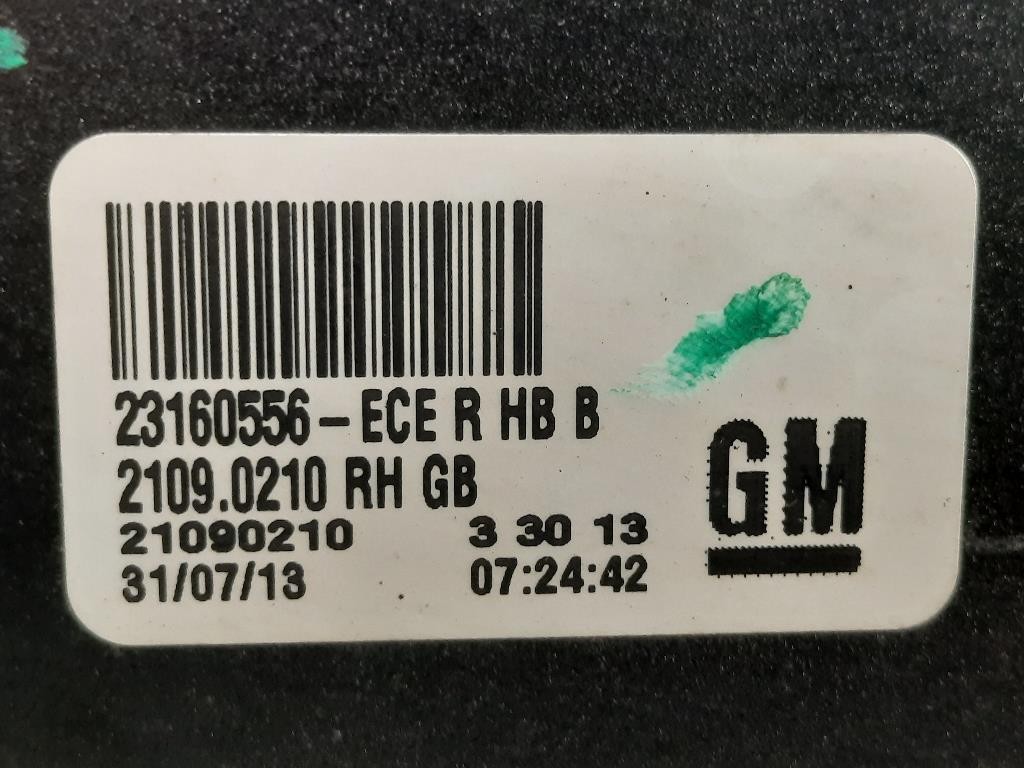 23160556-ECE R HB B
2109.0210 RH GB
21090210 3 30 13
31/07/13 07:24:42
GM